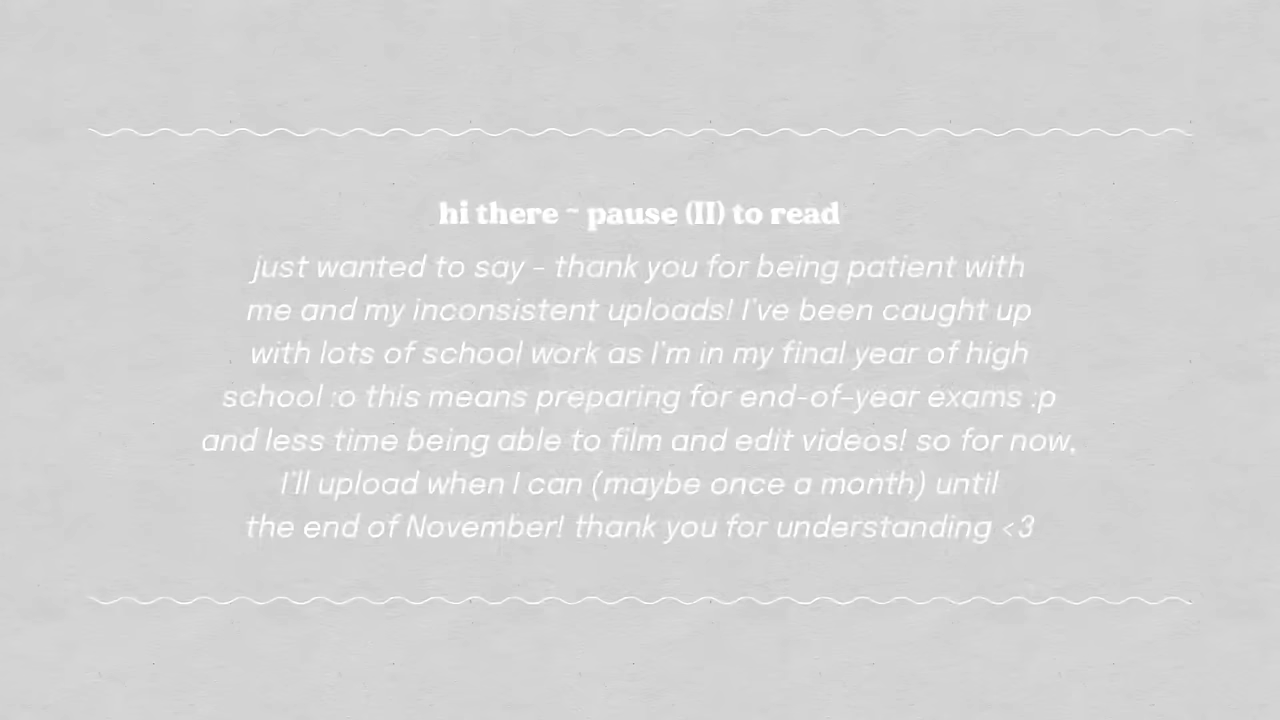 hi there ~ pause (II) to read
just wanted to say - thank you for being patient with
me and my inconsistent uploads! I've been caught up
with lots of school work as I'm in my final year of high
school :o this means preparing for end-of-year exams :p
and less time being able to film and edit videos! so for now,
I'll upload when I can (maybe once a month) until
the end of November! thank you for understanding <3